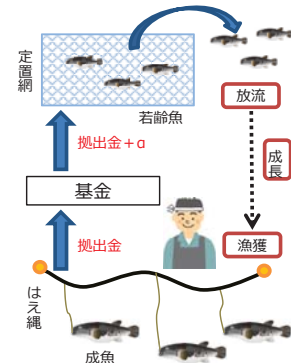 定置網
若齢魚
放流
拠出金+α
成長
基金
拠出金
漁獲
はえ縄
成魚